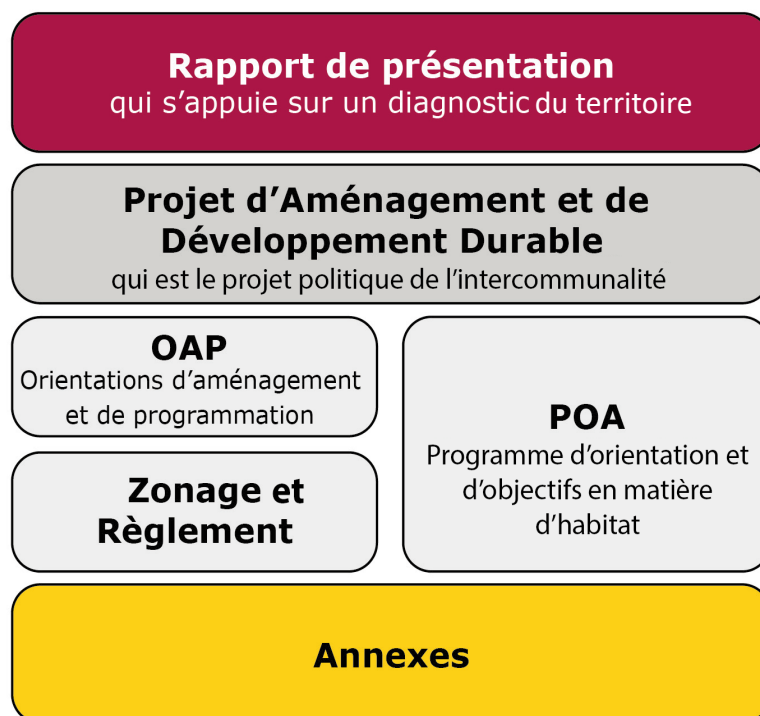 Rapport de présentation
qui s’appuie sur un diagnostic du territoire
Projet d’Aménagement et de
Développement Durable
qui est le projet politique de l’intercommunalité
OAP
Orientations d’aménagement
et de programmation
Zonage et
Règlement
POA
Programme d’orientation et
d’objectifs en matière
d’habitat
Annexes